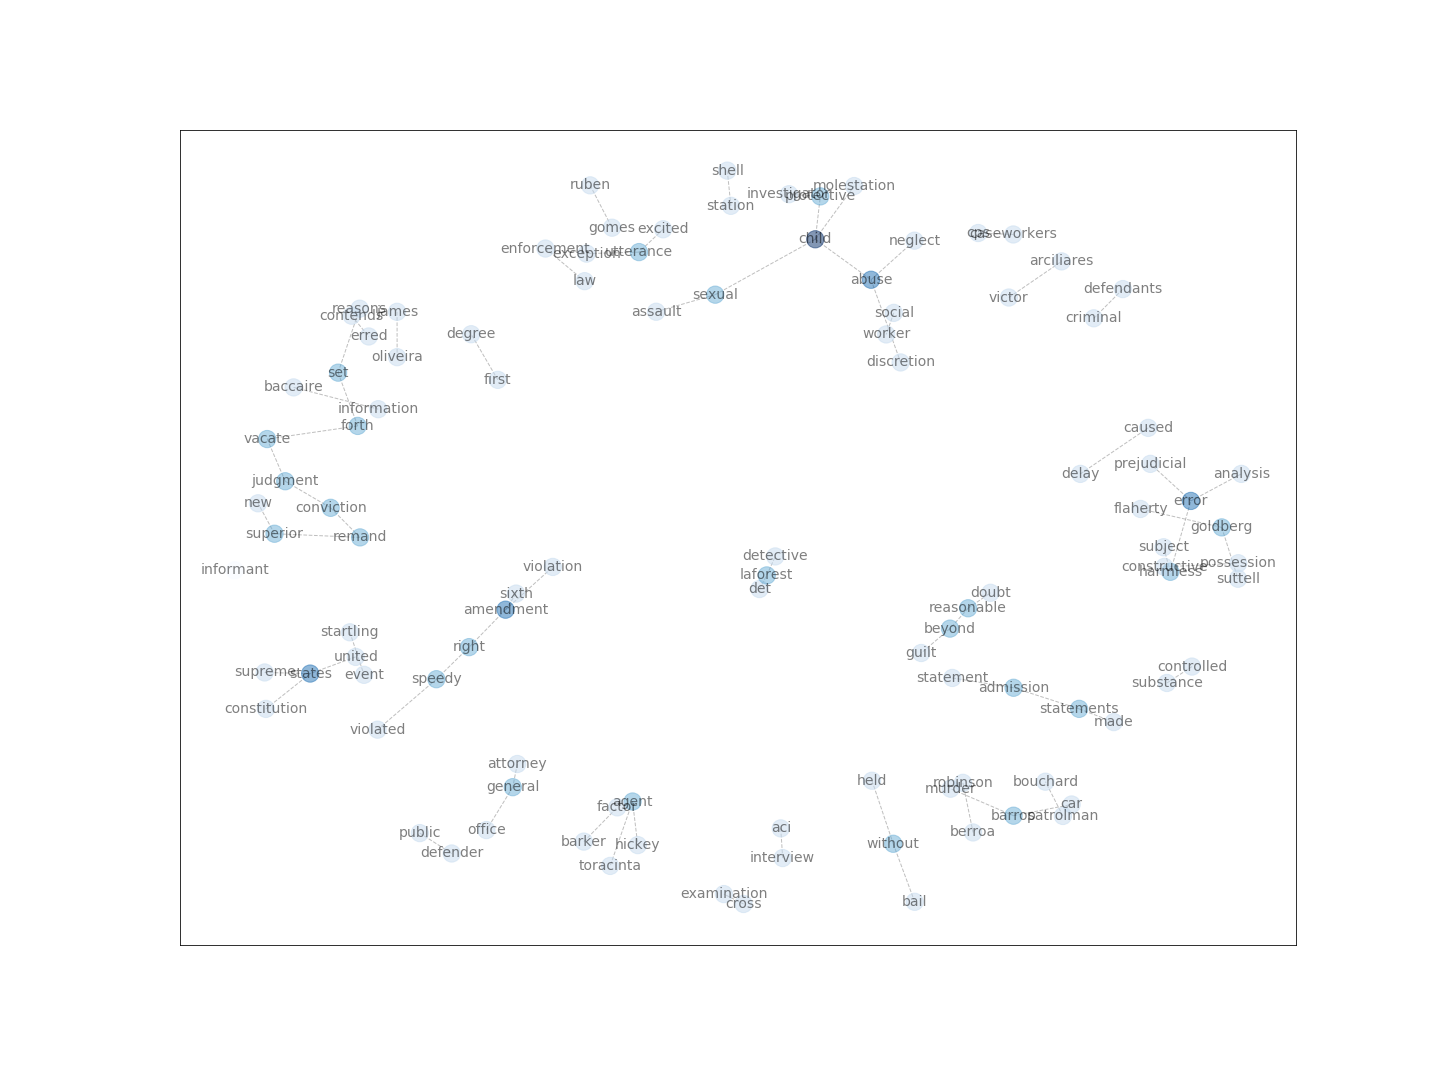 shell
ruben
molestation
investigator
protective
station
gomes
excited
child
cps
caseworkers
neglect
enforcement
exception
utterance
arciliares
law
abuse
defendants
sexual
victor
reasons
contends
james
assault
social
criminal
erred
degree
worker
oliveira
discretion
set
first
baccaire
information
forth
caused
vacate
prejudicial
delay
analysis
judgment
new
conviction
error
flaherty
goldberg
superior
remand
subject
detective
informant
violation
laforest
constructive
possession
harmless
suttell
det
sixth
doubt
amendment
reasonable
startling
beyond
right
united
guilt
supreme
states
event
controlled
speedy
statement
substance
admission
constitution
statements
violated
made
attorney
general
held
robinson
bouchard
murder
agent
factor
car
barros
patrolman
office
aci
public
berroa
barker
hickey
without
defender
interview
toracinta
examination
bail
cross